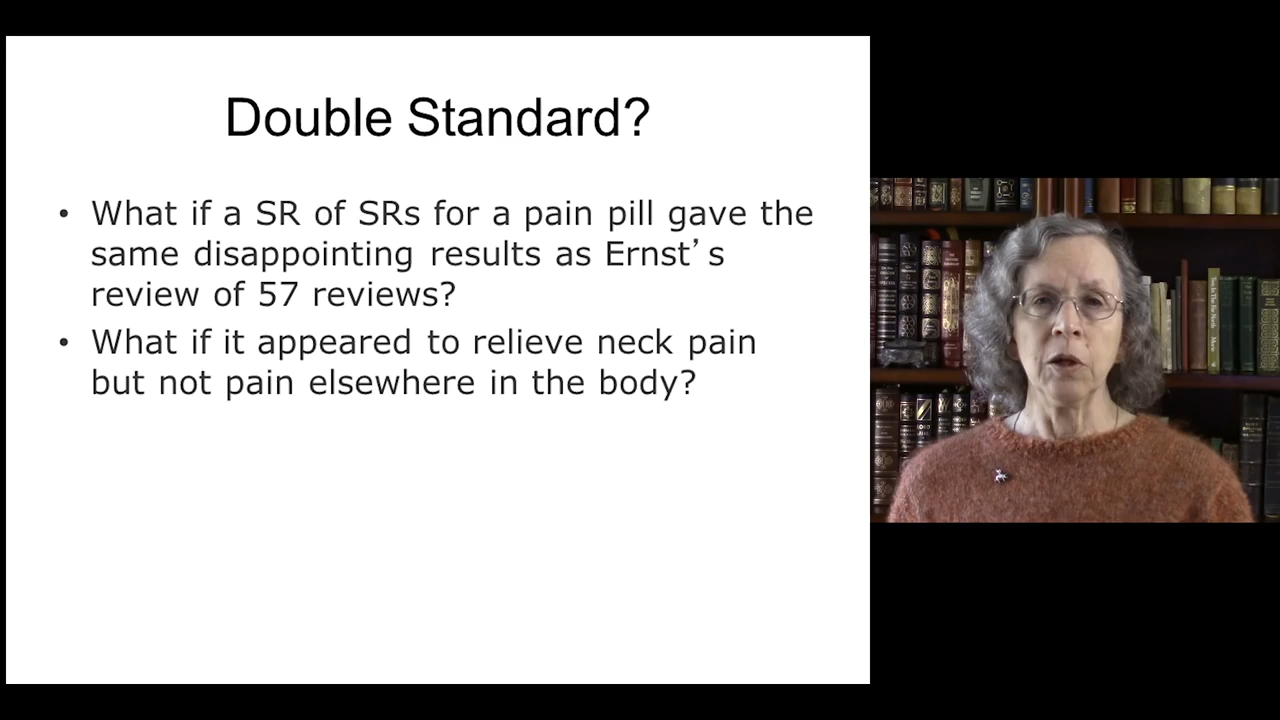 Double Standard?
• What if a SR of SRs for a pain pill gave the
same disappointing results as Ernst’s
review of 57 reviews?
• What if it appeared to relieve neck pain
but not pain elsewhere in the body?